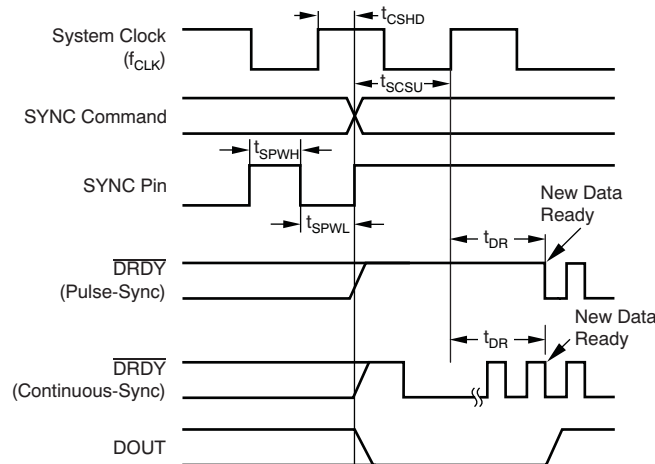 tCSHD
System Clock
(fCLK)
tSCSU
SYNC Command
tSPWH
SYNC Pin
New Data
Ready
tSPWL
tDR
DRDY
(Pulse-Sync)
New Data
Ready
tDR
DRDY
(Continuous-Sync)
DOUT